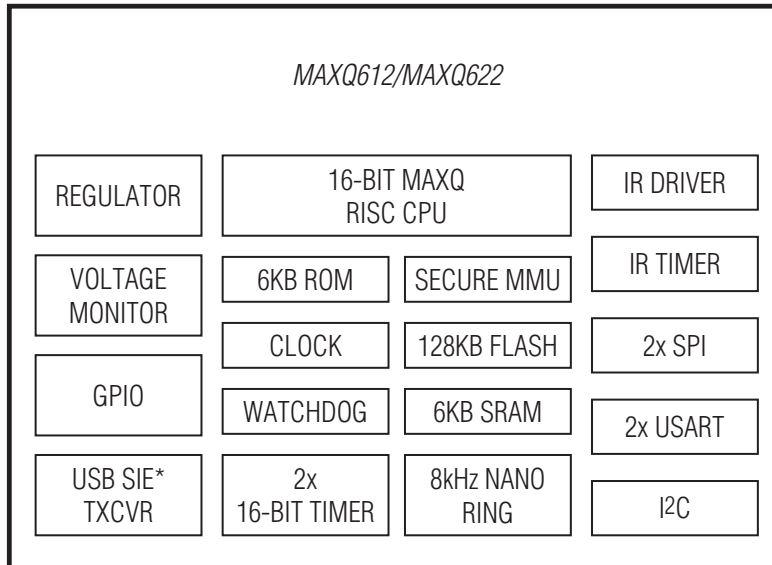 MAXQ612/MAXQ622
REGULATOR
16-BIT MAXQ
RISC CPU
IR DRIVER
VOLTAGE
MONITOR
6KB ROM
SECURE MMU
IR TIMER
CLOCK
128KB FLASH
2x SPI
GPIO
WATCHDOG
6KB SRAM
2x USART
USB SIE*
TXCVR
2x
16-BIT TIMER
8kHz NANO
RING
I²C